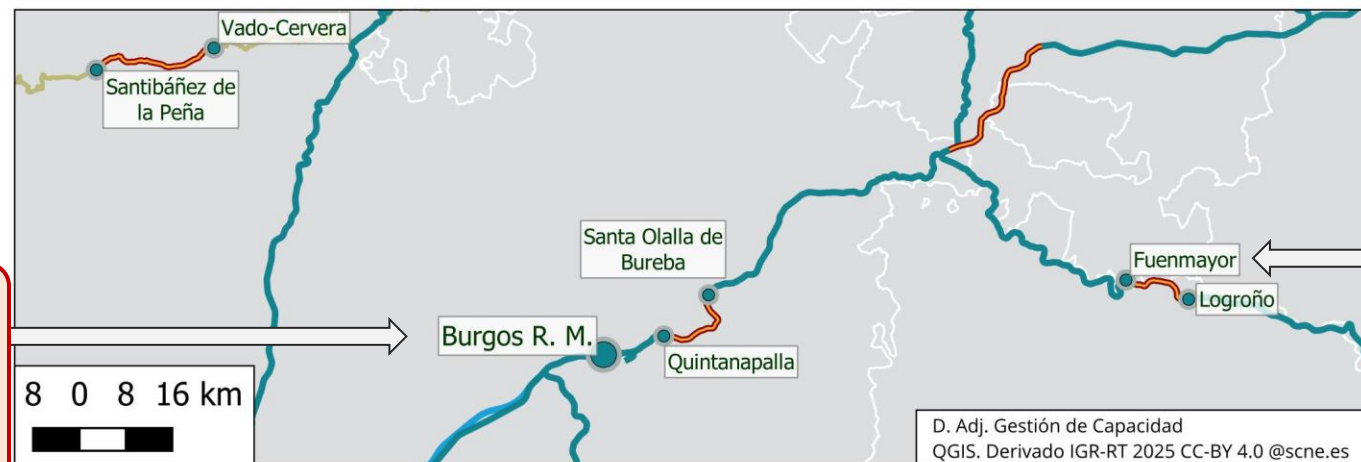 Vado-Cervera
Santibáñez de
la Peña
Santa Olalla de
Bureba
Fuenmayor
Logroño
Burgos R. M.
Quintanapalla
8 0 8 16 km
D. Adj. Gestión de Capacidad
QGIS. Derivado IGR-RT 2025 CC-BY 4.0 @scne.es